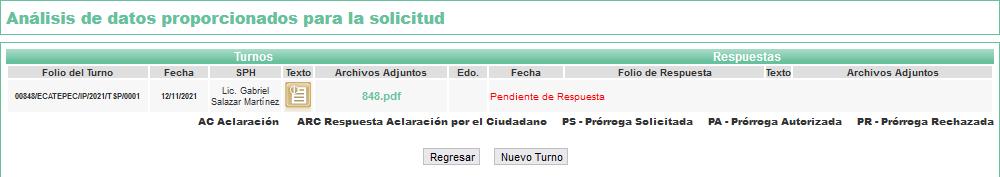 Análisis de datos proporcionados para la solicitud
Turnos Respuestas
Folio del Turno Fecha SPH Texto Archivos Adjuntos Edo. Fecha Folio de Respuesta Texto Archivos Adjuntos
00848/ECATEPEC/IP/2021/TSP/0001 12/11/2021 Lic. Gabriel Salazar Martínez 848.pdf Pendiente de Respuesta
AC Aclaración ARC Respuesta Aclaración por el Ciudadano PS - Prórroga Solicitada PA - Prórroga Autorizada PR - Prórroga Rechazada
Regresar Nuevo Turno